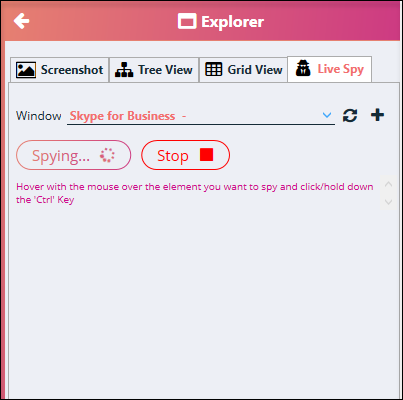 Explorer
Screenshot Tree View Grid View Live Spy
Window Skype for Business -
Spying... Stop
Hover with the mouse over the element you want to spy and click/hold down
the 'Ctrl' Key